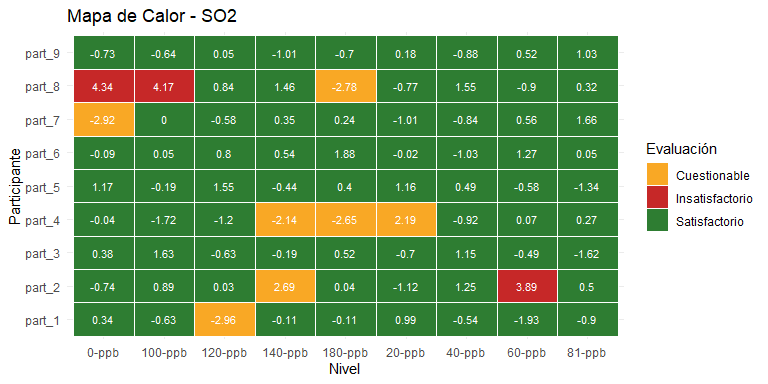 Mapa de Calor - SO2
Participante
part_9 -0.73 -0.64 0.05 -1.01 -0.7 0.18 -0.88 0.52 1.03
part_8 4.34 4.17 0.84 1.46 -2.78 -0.77 1.55 -0.9 0.32
part_7 -2.92 0 -0.58 0.35 0.24 -1.01 -0.84 0.56 1.66
part_6 -0.09 0.05 0.8 0.54 1.88 -0.02 -1.03 1.27 0.05
part_5 1.17 -0.19 1.55 -0.44 0.4 1.16 0.49 -0.58 -1.34
part_4 -0.04 -1.72 -1.2 -2.14 -2.65 2.19 -0.92 0.07 0.27
part_3 0.38 1.63 -0.63 -0.19 0.52 -0.7 1.15 -0.49 -1.62
part_2 -0.74 0.89 0.03 2.69 0.04 -1.12 1.25 3.89 0.5
part_1 0.34 -0.63 -2.96 -0.11 -0.11 0.99 -0.54 -1.93 -0.9
0-ppb 100-ppb 120-ppb 140-ppb 180-ppb 20-ppb 40-ppb 60-ppb 81-ppb
Nivel
Evaluación
Cuestionable
Insatisfactorio
Satisfactorio